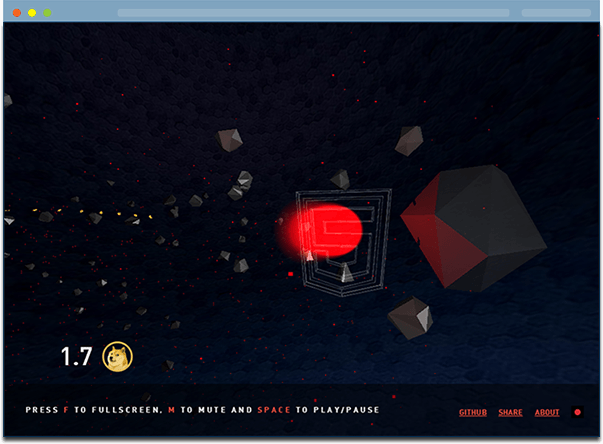 1.7
PRESS F TO FULLSCREEN, M TO MUTE AND SPACE TO PLAY/PAUSE
GITHUB SHARE ABOUT